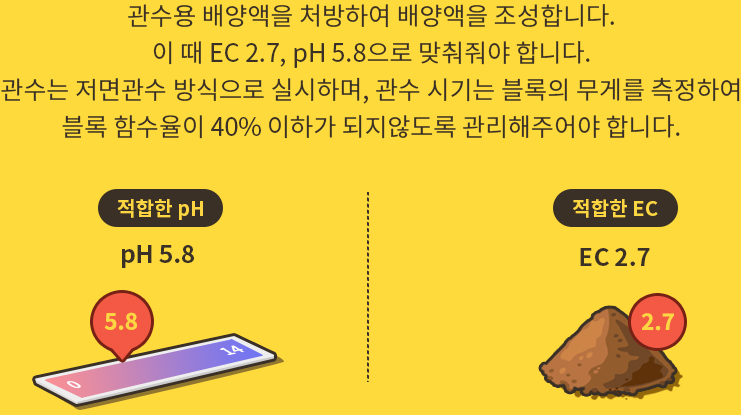 관수용 배양액을 처방하여 배양액을 조성합니다.
이 때 EC 2.7, pH 5.8으로 맞춰줘야 합니다.
관수는 저면관수 방식으로 실시하며, 관수 시기는 블록의 무게를 측정하여
블록 함수율이 40% 이하가 되지않도록 관리해주어야 합니다.
적합한 pH
pH 5.8
5.8
0
14
적합한 EC
EC 2.7
2.7